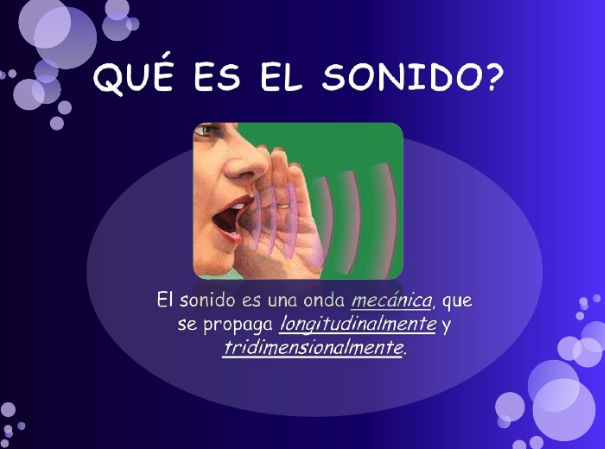 QUÉ ES EL SONIDO?
El sonido es una onda mecánica, que
se propaga longitudinalmente y
tridimensionalmente.